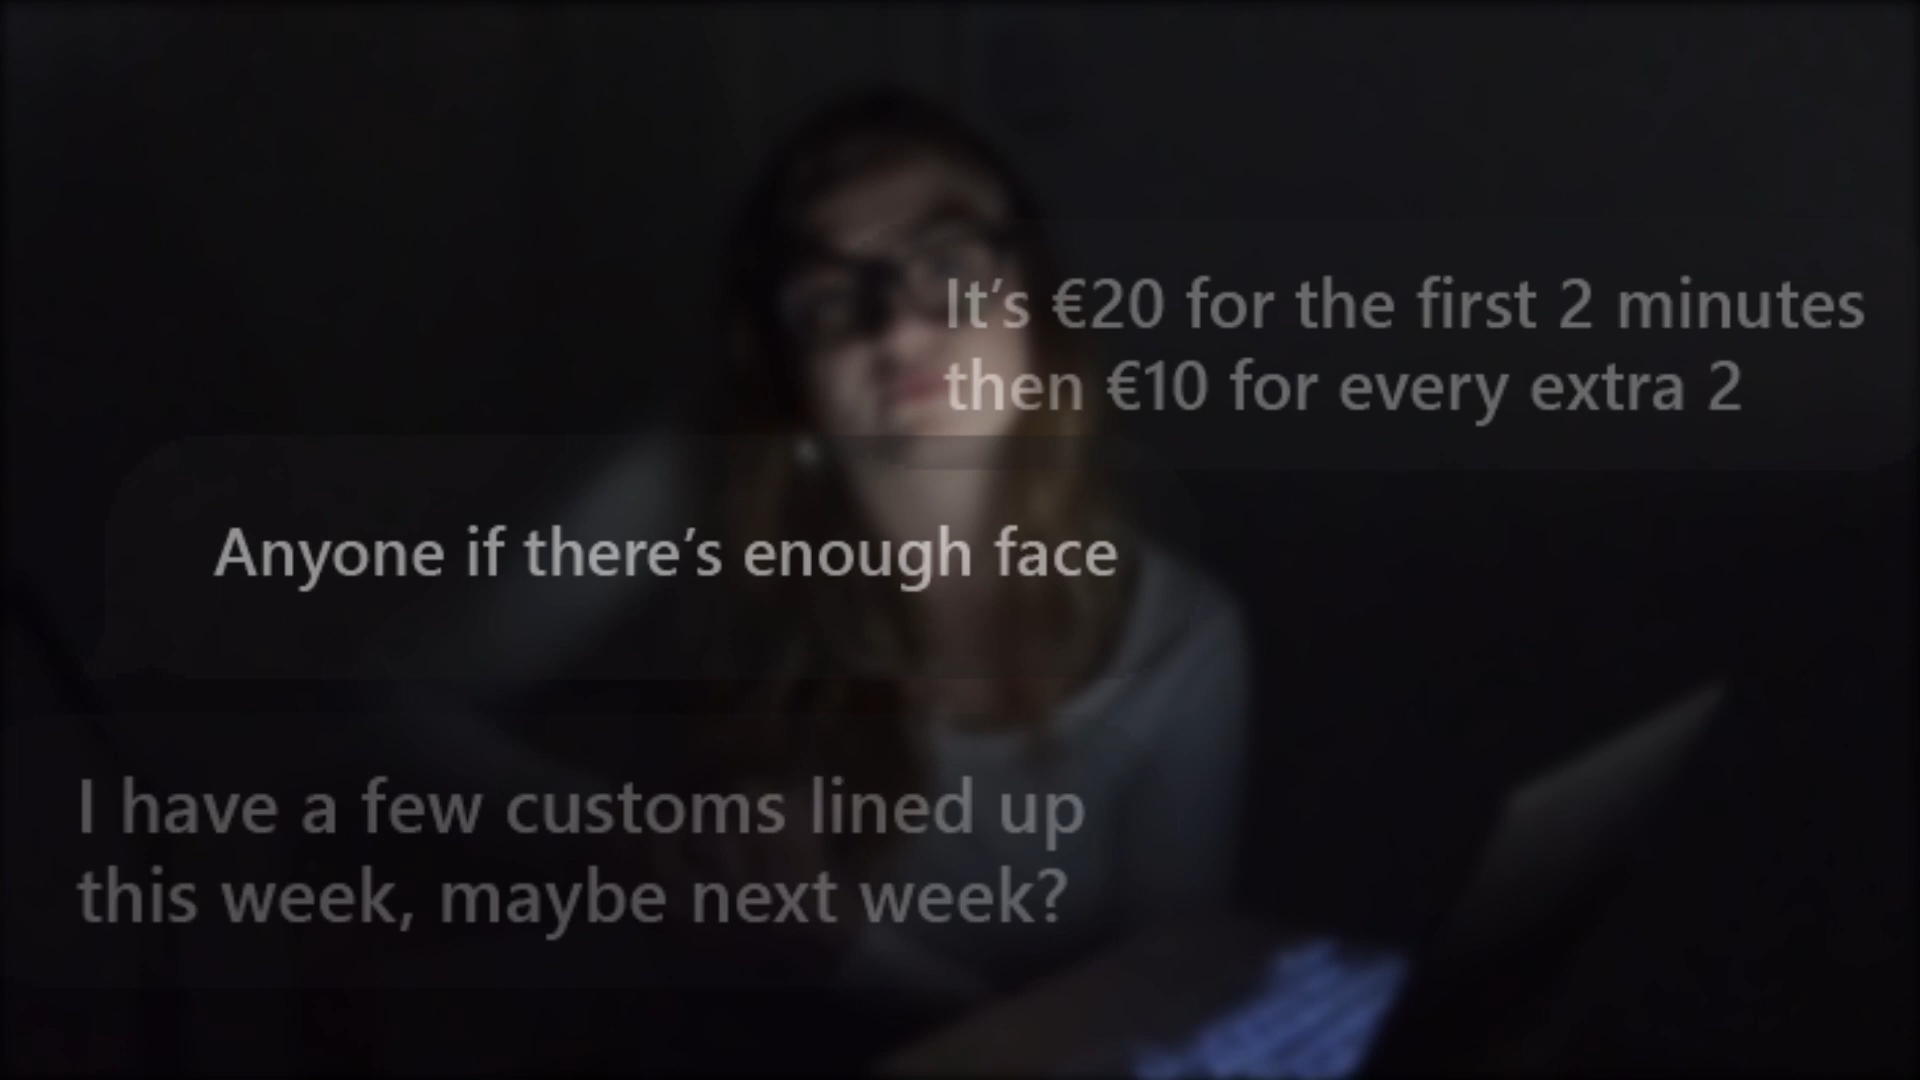 It’s €20 for the first 2 minutes
then €10 for every extra 2
Anyone if there’s enough face
I have a few customs lined up
this week, maybe next week?